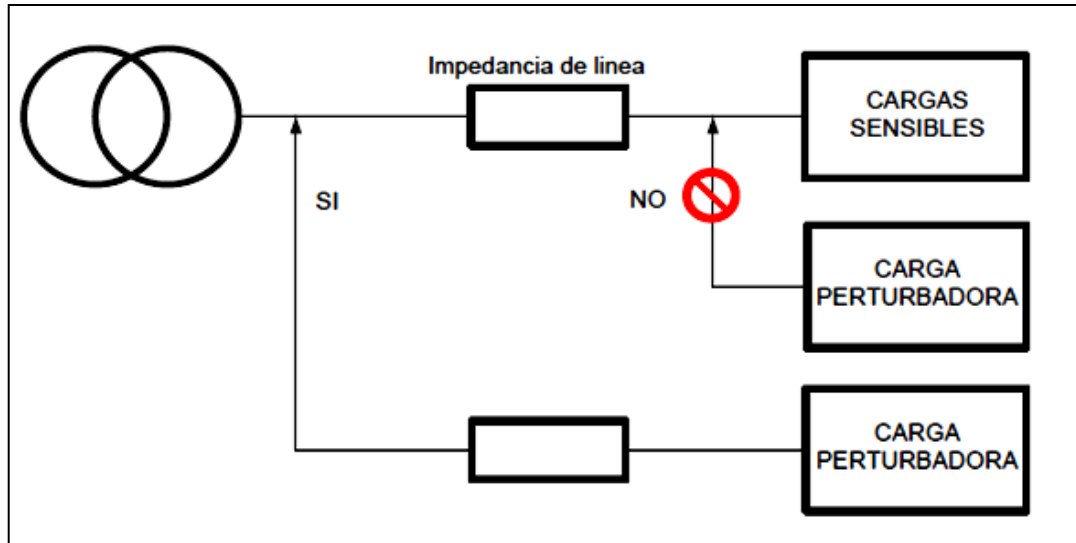 Impedancia de linea
CARGAS
SENSIBLES
SI
NO
CARGA
PERTURBADORA
CARGA
PERTURBADORA